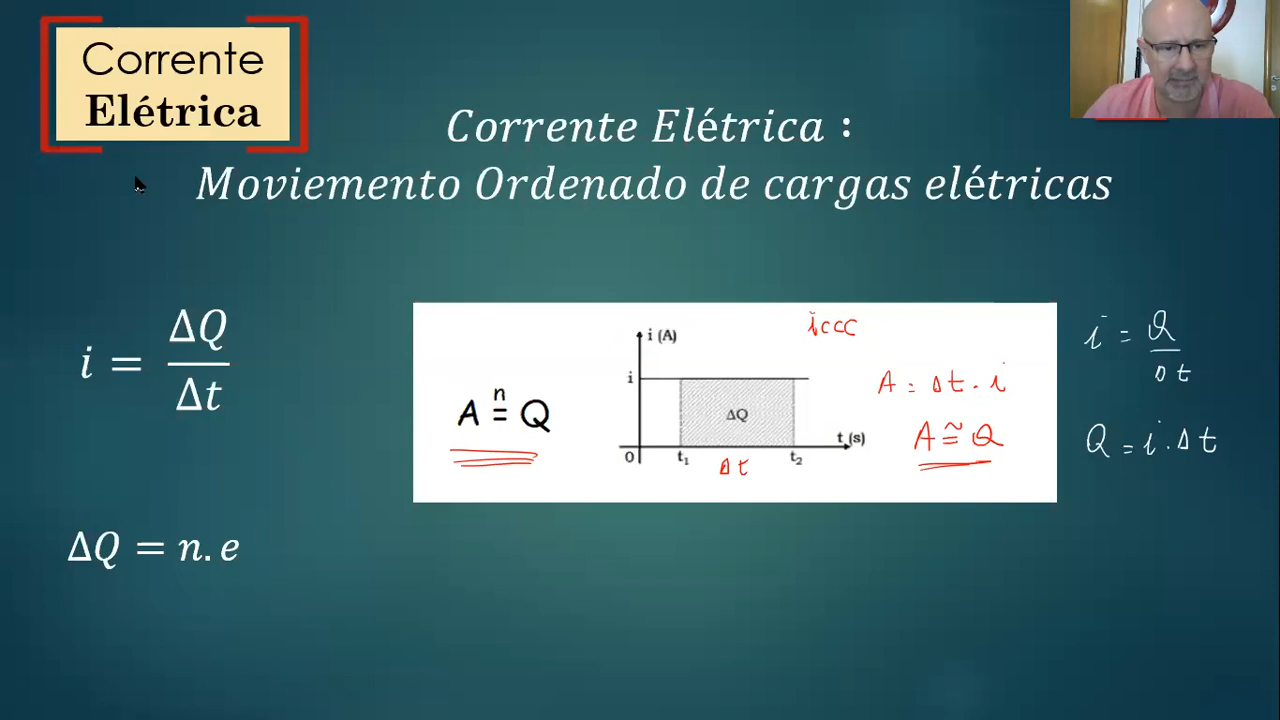 Corrente
Elétrica
Corrente Elétrica :
Moviemento Ordenado de cargas elétricas
i = ΔQ / Δt
ΔQ = n. e
A n= Q
i (A)
i
ΔQ
0
t1
t2
t (s)
Δt
iccc
A = Δt . i
A ≅ Q
i = Q / Δt
Q = i . Δt